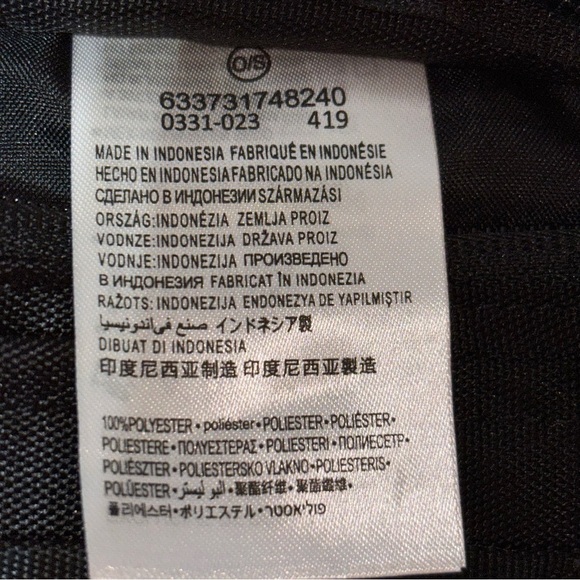 O/S
633731748240
0331-023 419
MADE IN INDONESIA FABRIQUÉ EN INDONÉSIE
HECHO EN INDONESIA FABRICADO NA INDONÉSIA
СДЕЛАНО В ИНДОНЕЗИИ SZÁRMAZÁSI
ORSZÁG:INDONÉZIA ZEMLJA PROIZ
VODNZE:INDONEZIJA DRŽAVA PROIZ
VODNJE:INDONEZIJA ПРОИЗВЕДЕНО
В ИНДОНЕЗИЯ FABRICAT ÎN INDONEZIA
RAŽOTS: INDONEZIJA ENDONEZYA DE YAPILMIŞTIR
صنع في اندونيسيا インドネシア製
DIBUAT DI INDONESIA
印度尼西亚制造 印度尼西亚製造
100%POLYESTER • poliéster • POLIESTER • POLIÉSTER •
POLIESTERE • ΠΟΛΥΕΣΤΕΡΑΣ • POLIESTERI • ПОЛИЕСТЕР •
POLIÉSZTER • POLIESTERSKO VLAKNO • POLIESTERIS •
POLÜESTER • البوليستر • 聚酯纤维 • 聚酯纖維 •
폴리에스터 • ポリエステル • פוליאסטר